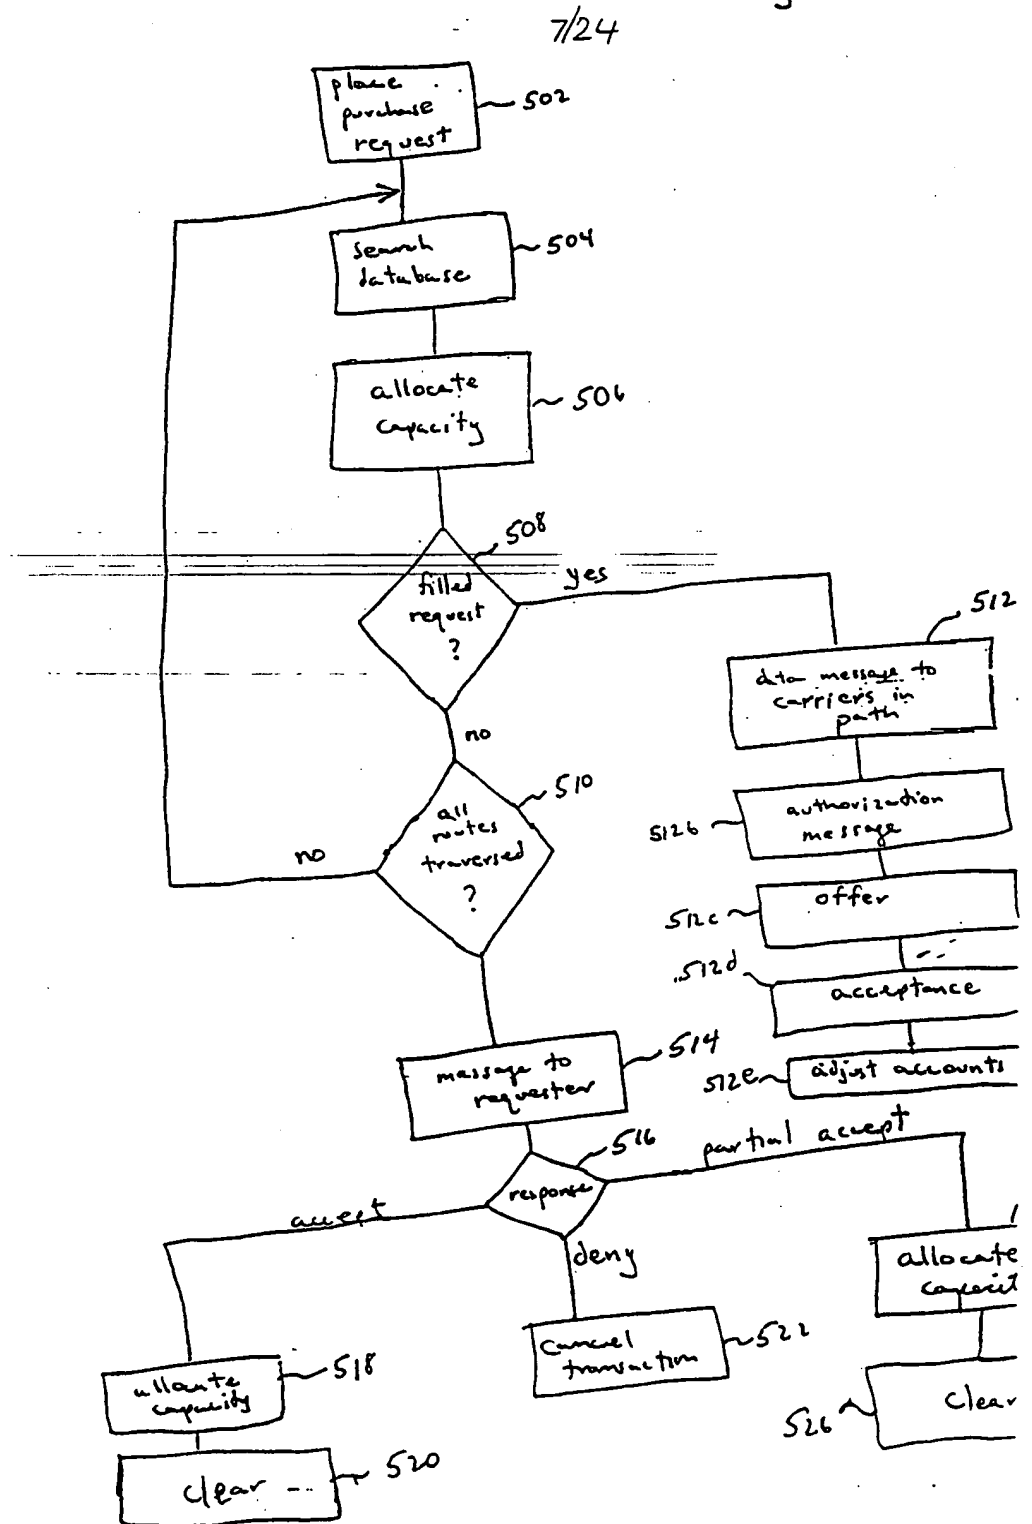 7/24
place
purchase
request
502
search
database
504
allocate
capacity
506
508
filled
request
?
yes
no
512
data message to
carriers in
path
510
all
routes
traversed
?
no
512b
authorization
message
512c
offer
512d
acceptance
512e
adjust accounts
message to
requester
514
516
response
partial accept
accept
deny
allocate
cancel
transaction
522
allocate
capacity
518
526
clear
clear
520